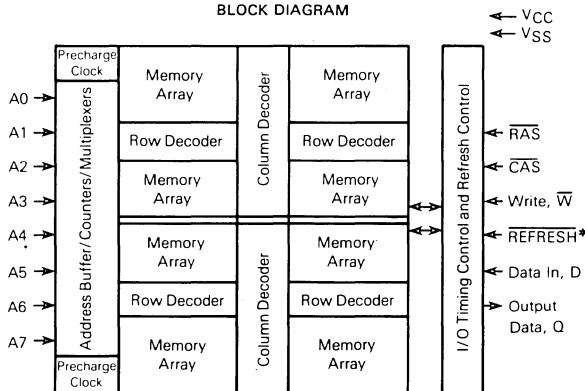 BLOCK DIAGRAM
VCC
VSS
Precharge
Clock
Address Buffer/Counters/Multiplexers
Precharge
Clock
A0
A1
A2
A3
A4
A5
A6
A7
Memory
Array
Row Decoder
Memory
Array
Memory
Array
Row Decoder
Memory
Array
Column Decoder
Column Decoder
Memory
Array
Row Decoder
Memory
Array
Memory
Array
Row Decoder
Memory
Array
I/O Timing Control and Refresh Control
R̅A̅S̅
C̅A̅S̅
Write, W̅
R̅E̅F̅R̅E̅S̅H̅*
Data In, D
Output
Data, Q